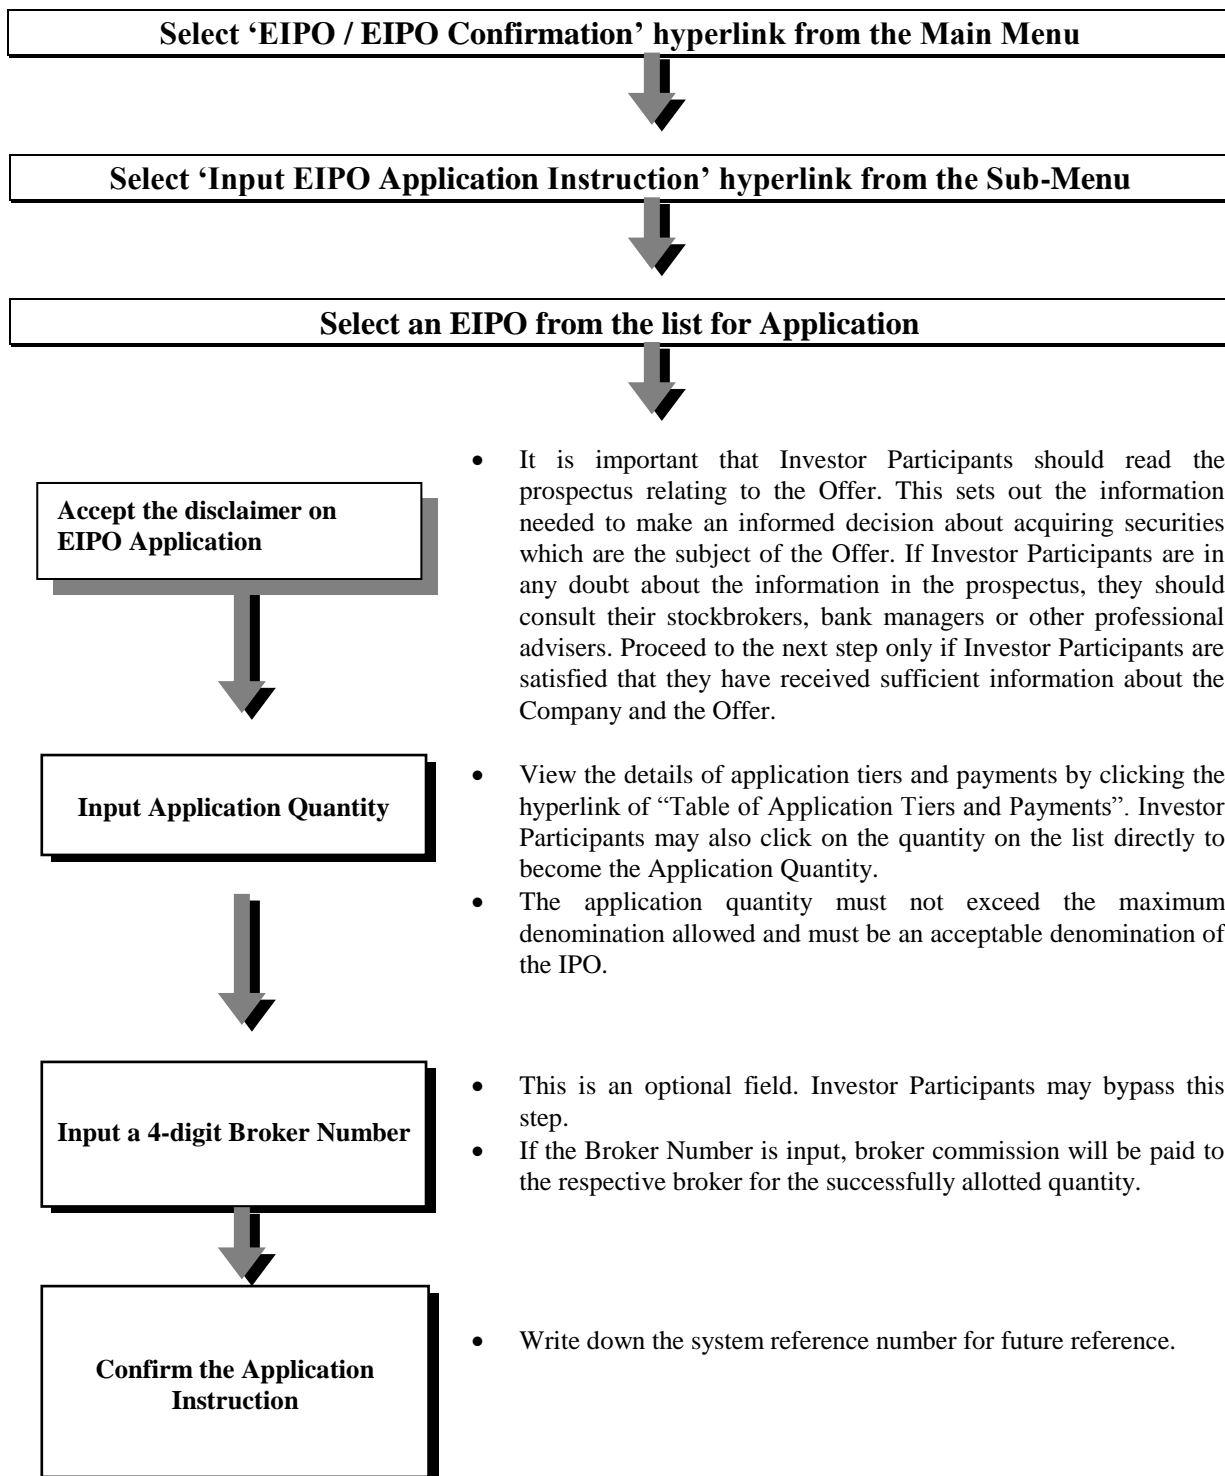 Select ‘EIPO / EIPO Confirmation’ hyperlink from the Main Menu
Select ‘Input EIPO Application Instruction’ hyperlink from the Sub-Menu
Select an EIPO from the list for Application
Accept the disclaimer on
EIPO Application
• It is important that Investor Participants should read the
prospectus relating to the Offer. This sets out the information
needed to make an informed decision about acquiring securities
which are the subject of the Offer. If Investor Participants are in
any doubt about the information in the prospectus, they should
consult their stockbrokers, bank managers or other professional
advisers. Proceed to the next step only if Investor Participants are
satisfied that they have received sufficient information about the
Company and the Offer.
Input Application Quantity
• View the details of application tiers and payments by clicking the
hyperlink of “Table of Application Tiers and Payments”. Investor
Participants may also click on the quantity on the list directly to
become the Application Quantity.
• The application quantity must not exceed the maximum
denomination allowed and must be an acceptable denomination of
the IPO.
Input a 4-digit Broker Number
• This is an optional field. Investor Participants may bypass this
step.
• If the Broker Number is input, broker commission will be paid to
the respective broker for the successfully allotted quantity.
Confirm the Application
Instruction
• Write down the system reference number for future reference.